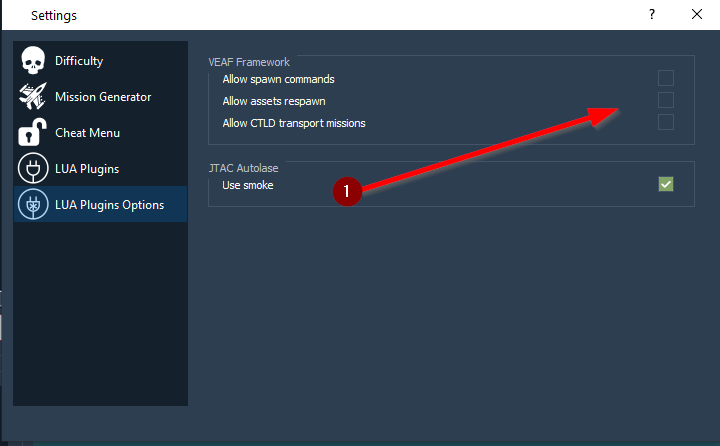 Settings
?
Difficulty
Mission Generator
Cheat Menu
LUA Plugins
LUA Plugins Options
VEAF Framework
Allow spawn commands
Allow assets respawn
Allow CTLD transport missions
JTAC Autolase
Use smoke
1